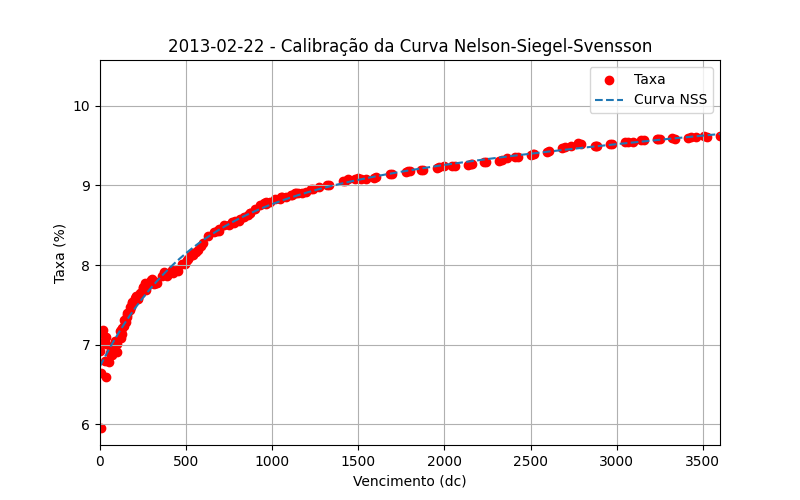 2013-02-22 - Calibração da Curva Nelson-Siegel-Svensson
Taxa
Curva NSS
Taxa (%)
10
9
8
7
6
0 500 1000 1500 2000 2500 3000 3500
Vencimento (dc)